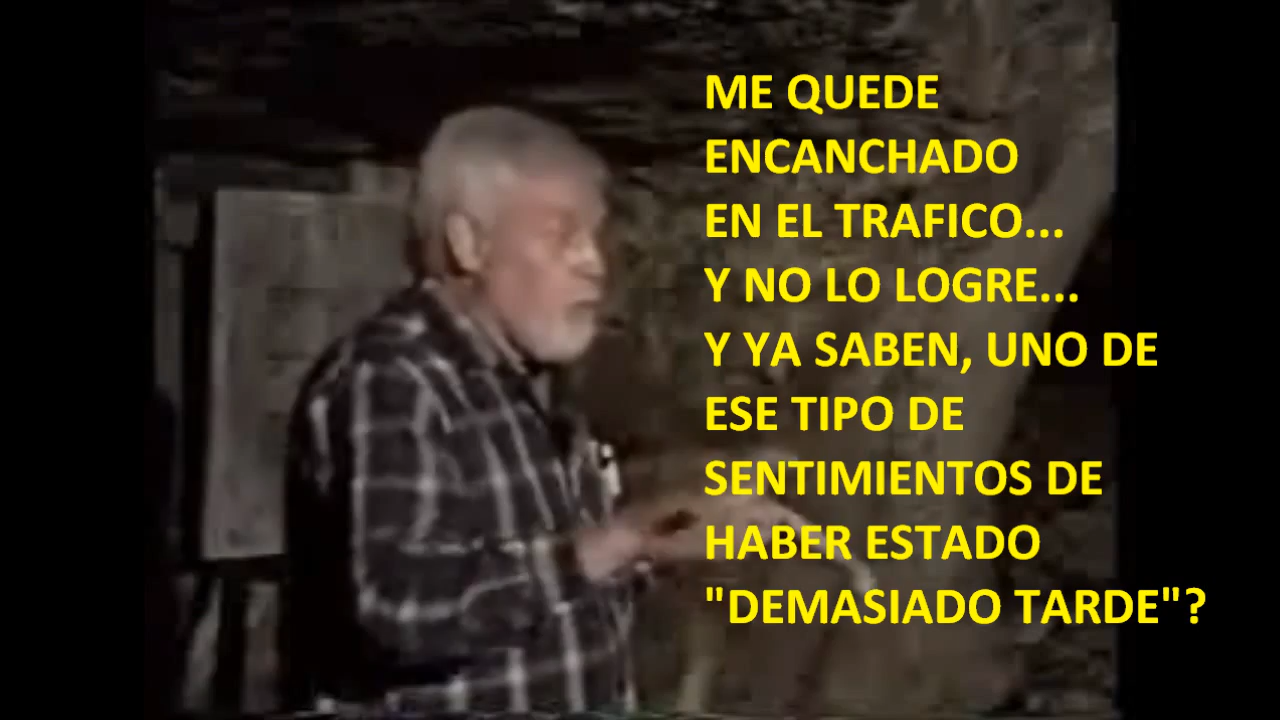 ME QUEDE
ENCANCHADO
EN EL TRAFICO...
Y NO LO LOGRE...
Y YA SABEN, UNO DE
ESE TIPO DE
SENTIMIENTOS DE
HABER ESTADO
"DEMASIADO TARDE"?